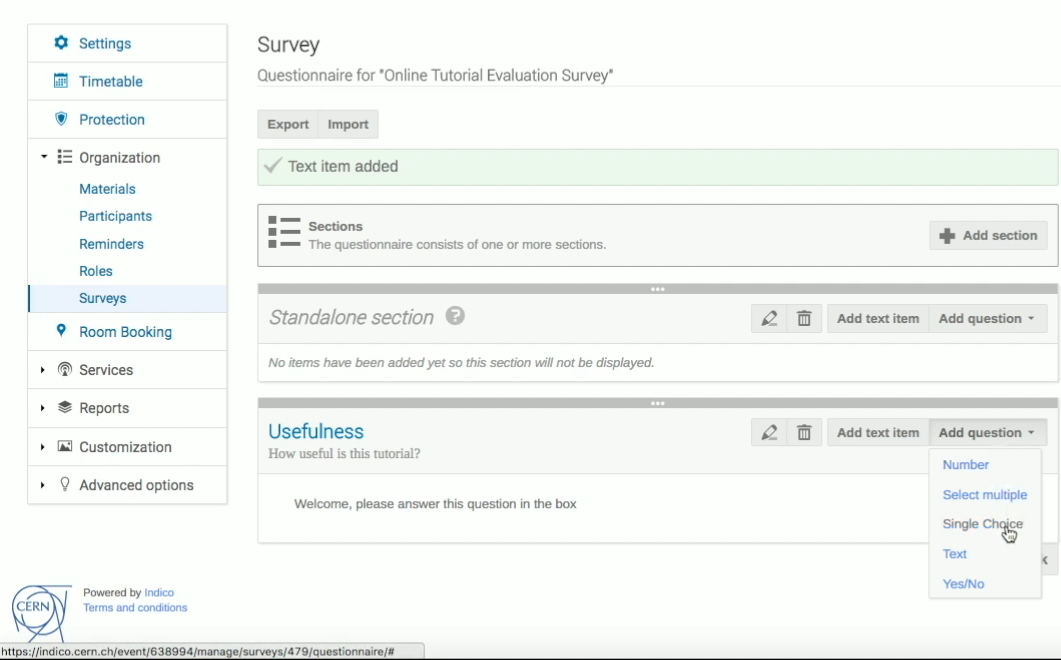 Settings
Timetable
Protection
Organization
Materials
Participants
Reminders
Roles
Surveys
Room Booking
Services
Reports
Customization
Advanced options
Survey
Questionnaire for "Online Tutorial Evaluation Survey"
Export Import
Text item added
Sections
The questionnaire consists of one or more sections.
Add section
Standalone section ?
Add text item Add question
No items have been added yet so this section will not be displayed.
Usefulness
How useful is this tutorial?
Add text item Add question
Welcome, please answer this question in the box
Number
Select multiple
Single Choice
Text
Yes/No
CERN
Powered by Indico
Terms and conditions
https://indico.cern.ch/event/638994/manage/surveys/479/questionnaire/#